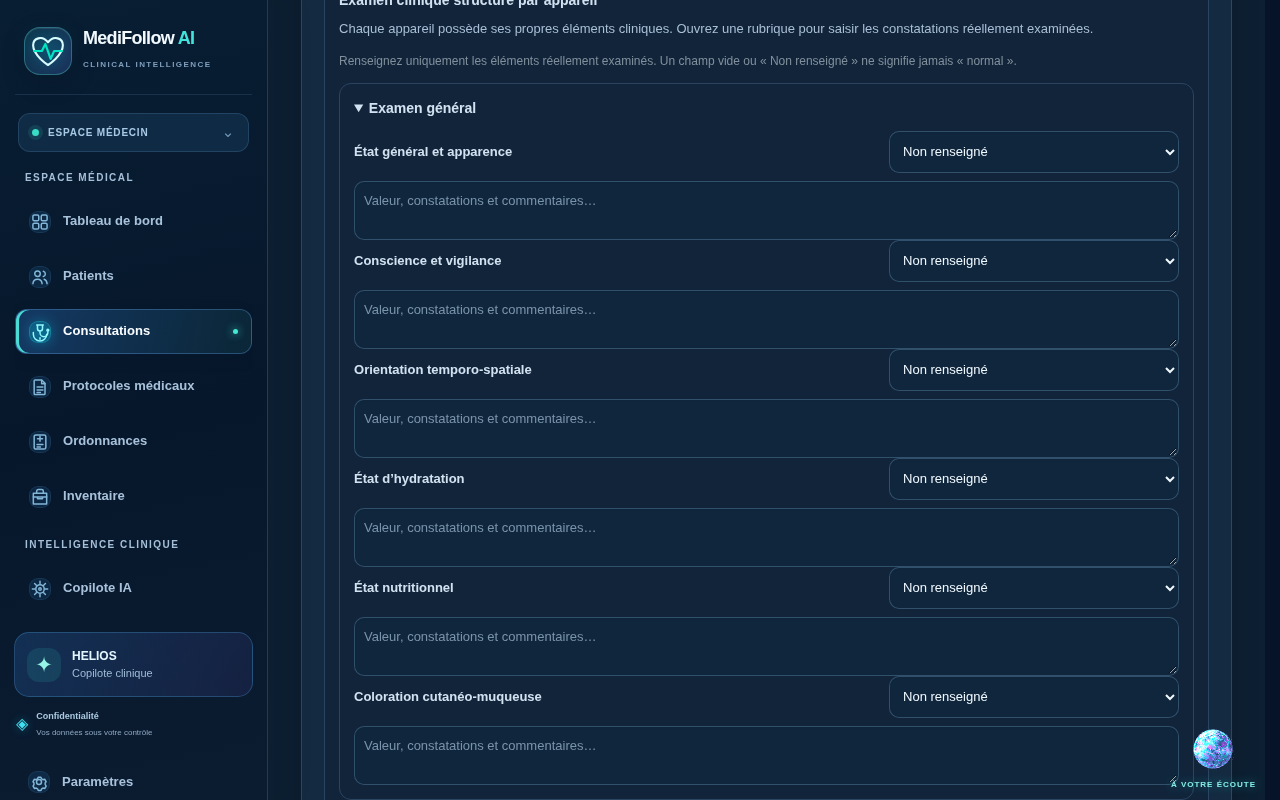 MediFollow AI
CLINICAL INTELLIGENCE
ESPACE MÉDECIN
ESPACE MÉDICAL
Tableau de bord
Patients
Consultations
Protocoles médicaux
Ordonnances
Inventaire
INTELLIGENCE CLINIQUE
Copilote IA
HELIOS
Copilote clinique
Confidentialité
Vos données sous votre contrôle
Paramètres
Examen clinique structuré par appareil
Chaque appareil possède ses propres éléments cliniques. Ouvrez une rubrique pour saisir les constatations réellement examinées.
Renseignez uniquement les éléments réellement examinés. Un champ vide ou « Non renseigné » ne signifie jamais « normal ».
Examen général
État général et apparence
Non renseigné
Valeur, constatations et commentaires…
Conscience et vigilance
Non renseigné
Valeur, constatations et commentaires…
Orientation temporo-spatiale
Non renseigné
Valeur, constatations et commentaires…
État d’hydratation
Non renseigné
Valeur, constatations et commentaires…
État nutritionnel
Non renseigné
Valeur, constatations et commentaires…
Coloration cutanéo-muqueuse
Non renseigné
Valeur, constatations et commentaires…
À VOTRE ÉCOUTE